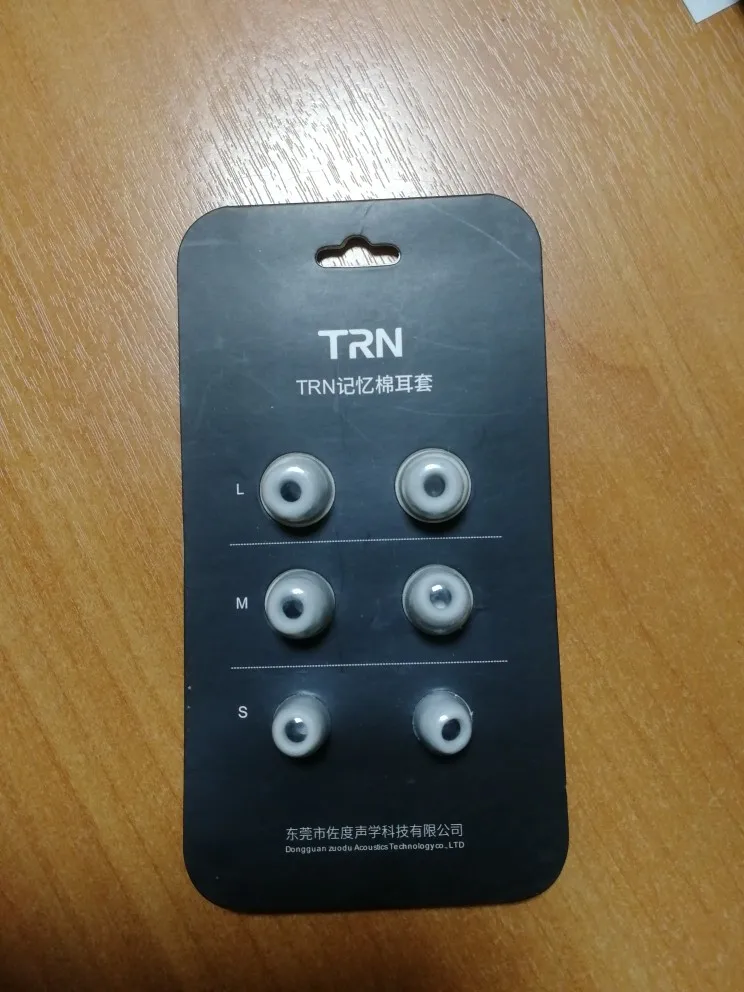 TRN
TRN记忆棉耳套
L
M
S
东莞市佐度声学科技有限公司
Dongguan zuodu Acoustics Technology co., LTD